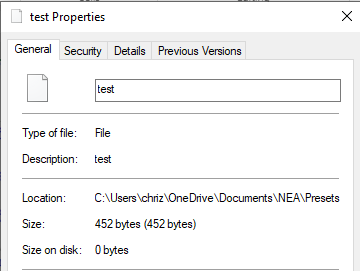 test Properties
General Security Details Previous Versions
test
Type of file: File
Description: test
Location: C:\Users\chriz\OneDrive\Documents\NEA\Presets
Size: 452 bytes (452 bytes)
Size on disk: 0 bytes